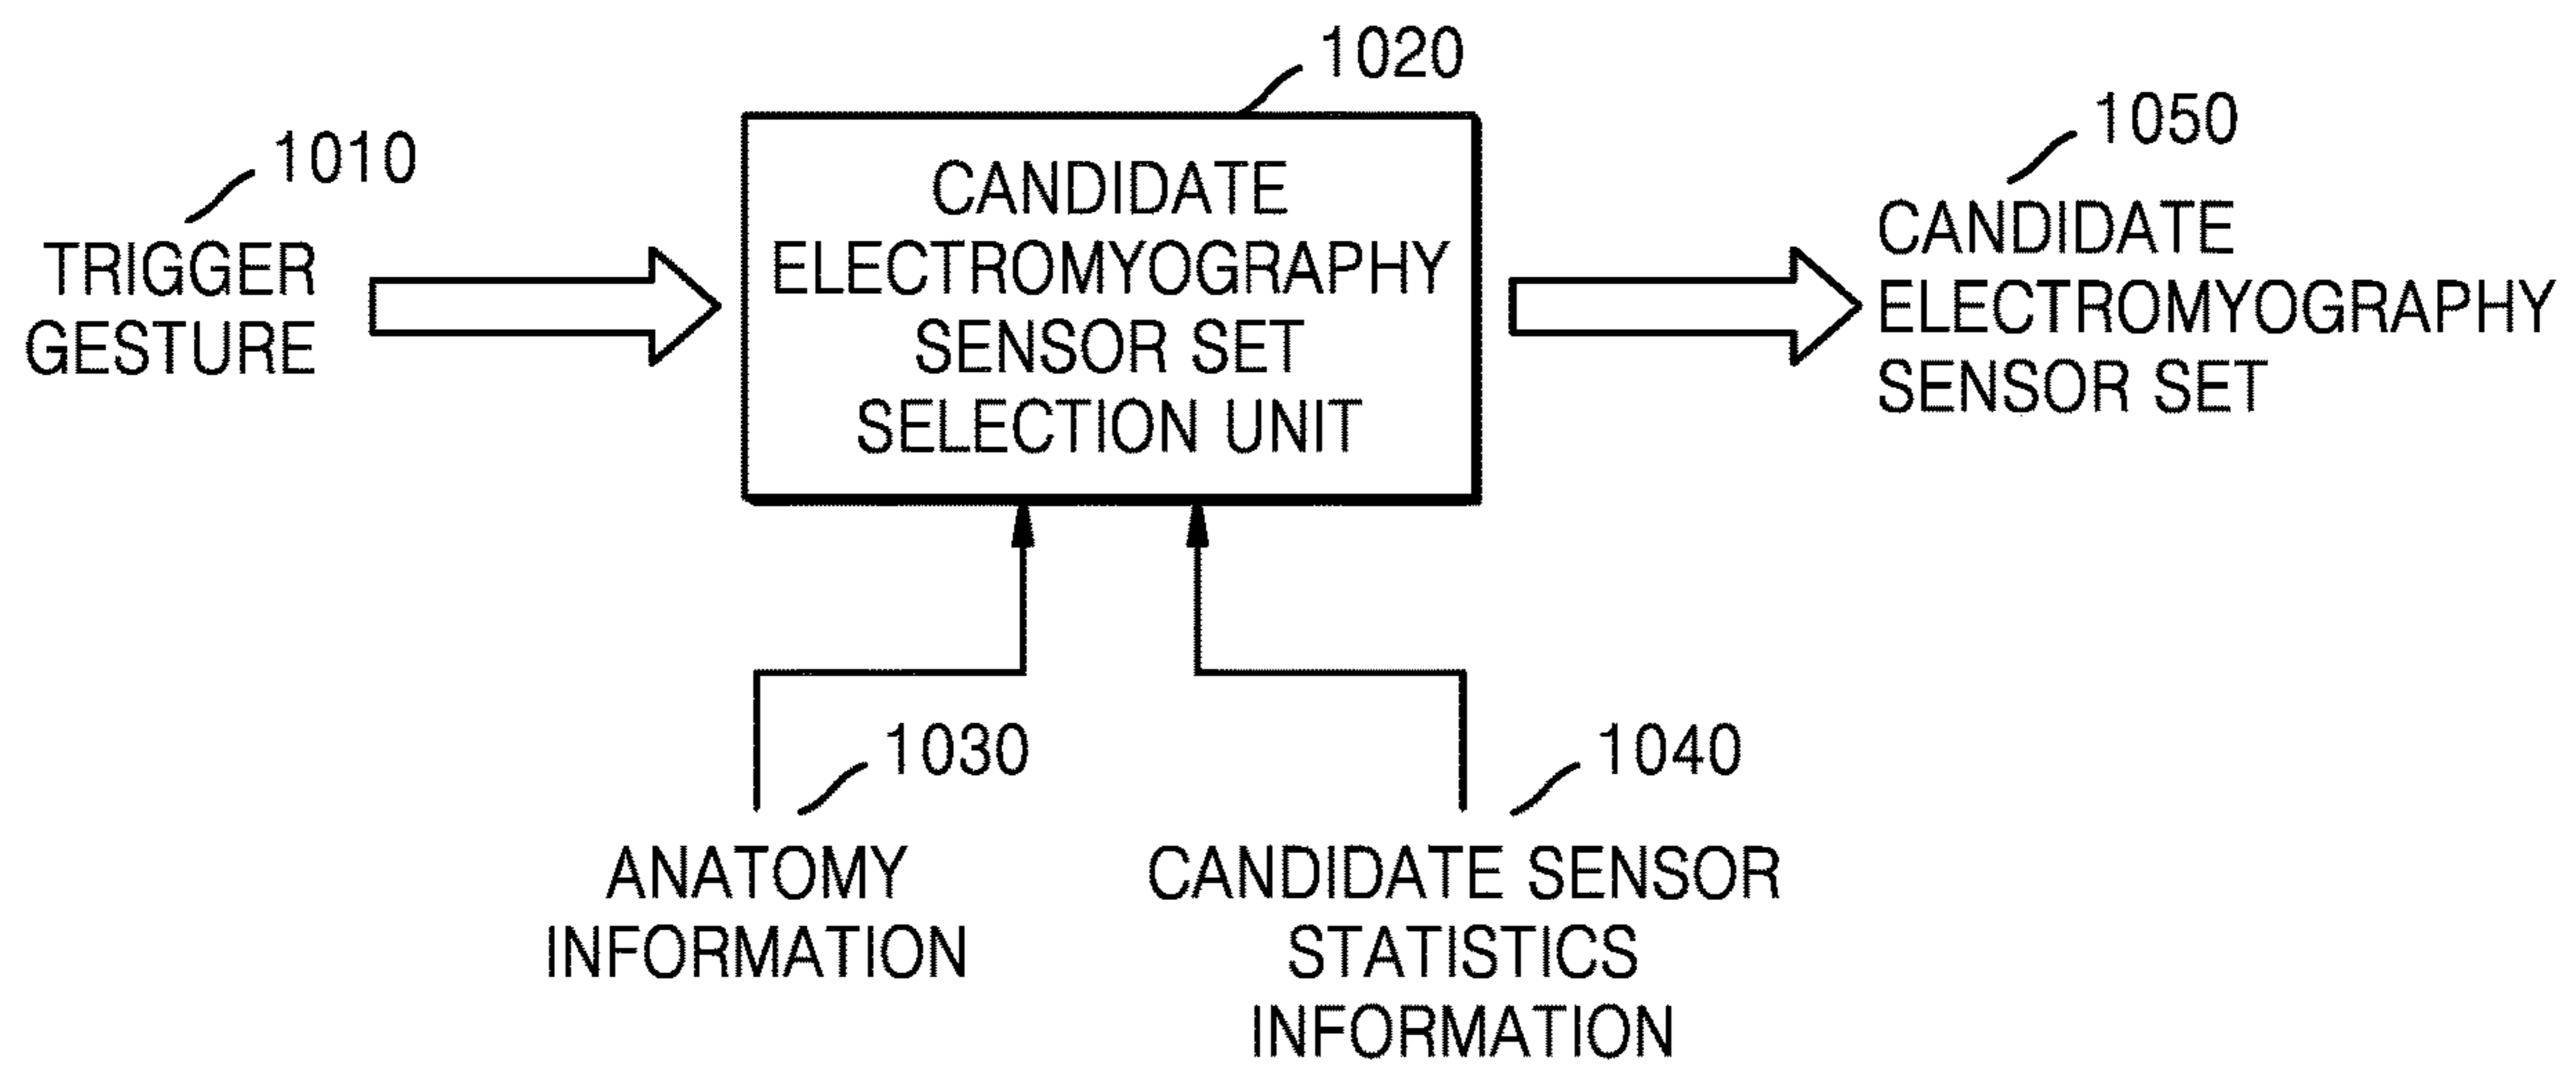 1010
TRIGGER
GESTURE
1020
CANDIDATE
ELECTROMYOGRAPHY
SENSOR SET
SELECTION UNIT
1050
CANDIDATE
ELECTROMYOGRAPHY
SENSOR SET
1030
ANATOMY
INFORMATION
1040
CANDIDATE SENSOR
STATISTICS
INFORMATION